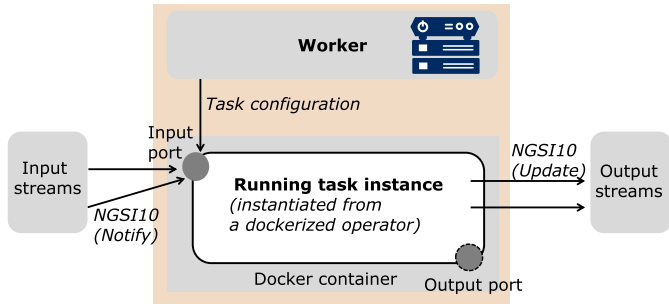 Worker
Task configuration
Input
port
Input
streams
NGSI10
(Notify)
Running task instance
(instantiated from
a dockerized operator)
NGSI10
(Update)
Output
streams
Docker container
Output port